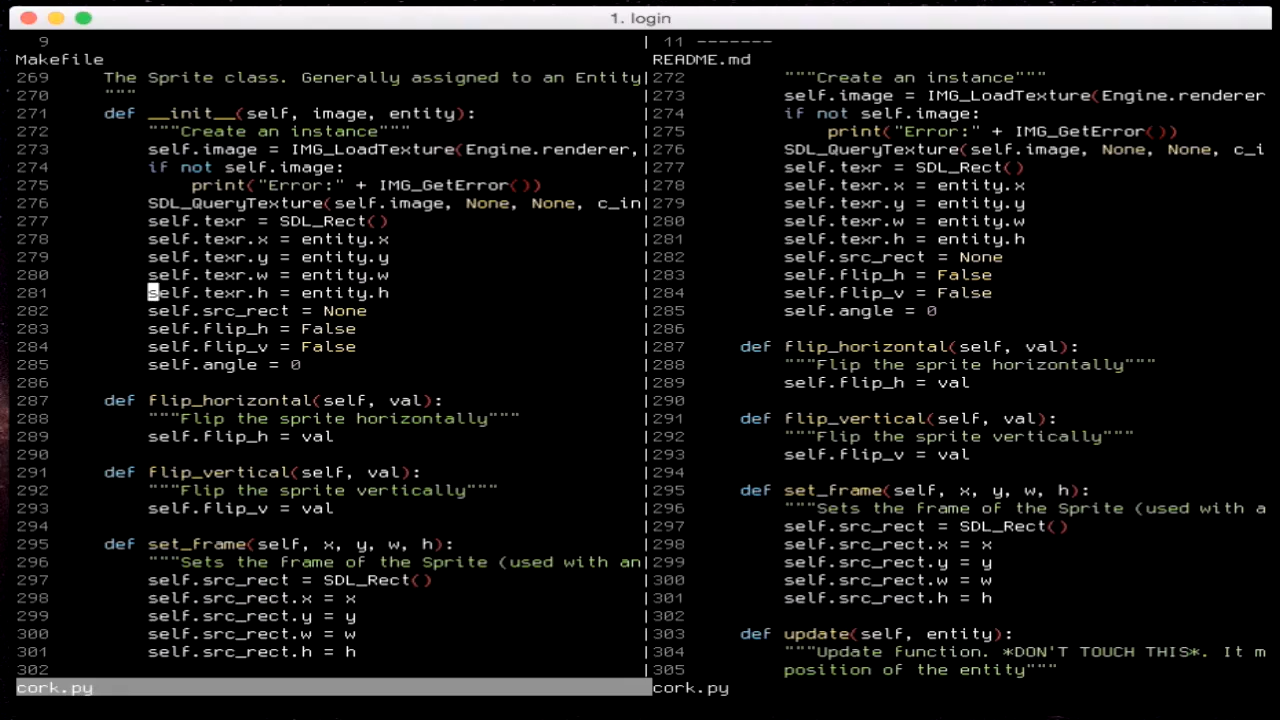 1. login
9
Makefile
269 The Sprite class. Generally assigned to an Entity
270 """
271 def __init__(self, image, entity):
272 """Create an instance"""
273 self.image = IMG_LoadTexture(Engine.renderer,
274 if not self.image:
275 print("Error:" + IMG_GetError())
276 SDL_QueryTexture(self.image, None, None, c_in
277 self.texr = SDL_Rect()
278 self.texr.x = entity.x
279 self.texr.y = entity.y
280 self.texr.w = entity.w
281 self.texr.h = entity.h
282 self.src_rect = None
283 self.flip_h = False
284 self.flip_v = False
285 self.angle = 0
286
287 def flip_horizontal(self, val):
288 """Flip the sprite horizontally"""
289 self.flip_h = val
290
291 def flip_vertical(self, val):
292 """Flip the sprite vertically"""
293 self.flip_v = val
294
295 def set_frame(self, x, y, w, h):
296 """Sets the frame of the Sprite (used with an
297 self.src_rect = SDL_Rect()
298 self.src_rect.x = x
299 self.src_rect.y = y
300 self.src_rect.w = w
301 self.src_rect.h = h
302
cork.py
11 -------
README.md
272 """Create an instance"""
273 self.image = IMG_LoadTexture(Engine.renderer
274 if not self.image:
275 print("Error:" + IMG_GetError())
276 SDL_QueryTexture(self.image, None, None, c_i
277 self.texr = SDL_Rect()
278 self.texr.x = entity.x
279 self.texr.y = entity.y
280 self.texr.w = entity.w
281 self.texr.h = entity.h
282 self.src_rect = None
283 self.flip_h = False
284 self.flip_v = False
285 self.angle = 0
286
287 def flip_horizontal(self, val):
288 """Flip the sprite horizontally"""
289 self.flip_h = val
290
291 def flip_vertical(self, val):
292 """Flip the sprite vertically"""
293 self.flip_v = val
294
295 def set_frame(self, x, y, w, h):
296 """Sets the frame of the Sprite (used with a
297 self.src_rect = SDL_Rect()
298 self.src_rect.x = x
299 self.src_rect.y = y
300 self.src_rect.w = w
301 self.src_rect.h = h
302
303 def update(self, entity):
304 """Update function. *DON'T TOUCH THIS*. It m
305 position of the entity"""
cork.py